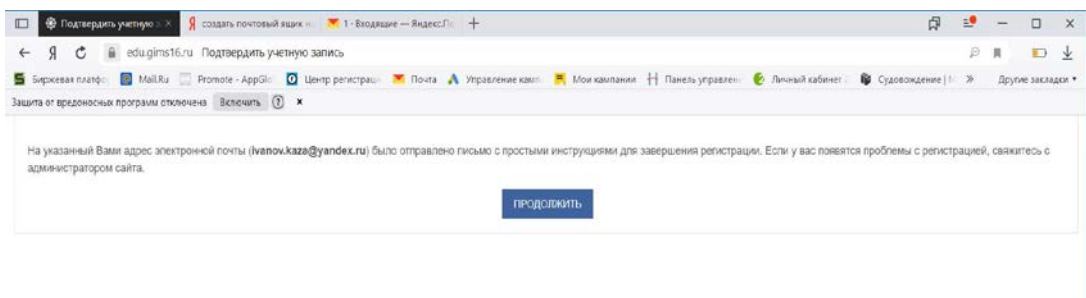 Подтвердить учетную з
создать почтовый ящик н
1 · Входящие — Яндекс.По
edu.gims16.ru Подтвердить учетную запись
Биржевая платфо
Mail.Ru
Promote - AppGlo
Центр регистрац
Почта
Управление камп
Мои кампании
Панель управлен
Личный кабинет
Судовождение |
Другие закладки
Защита от вредоносных программ отключена Включить
На указанный Вами адрес электронной почты (ivanov.kaza@yandex.ru) было отправлено письмо с простыми инструкциями для завершения регистрации. Если у вас появятся проблемы с регистрацией, свяжитесь с
администратором сайта.
ПРОДОЛЖИТЬ